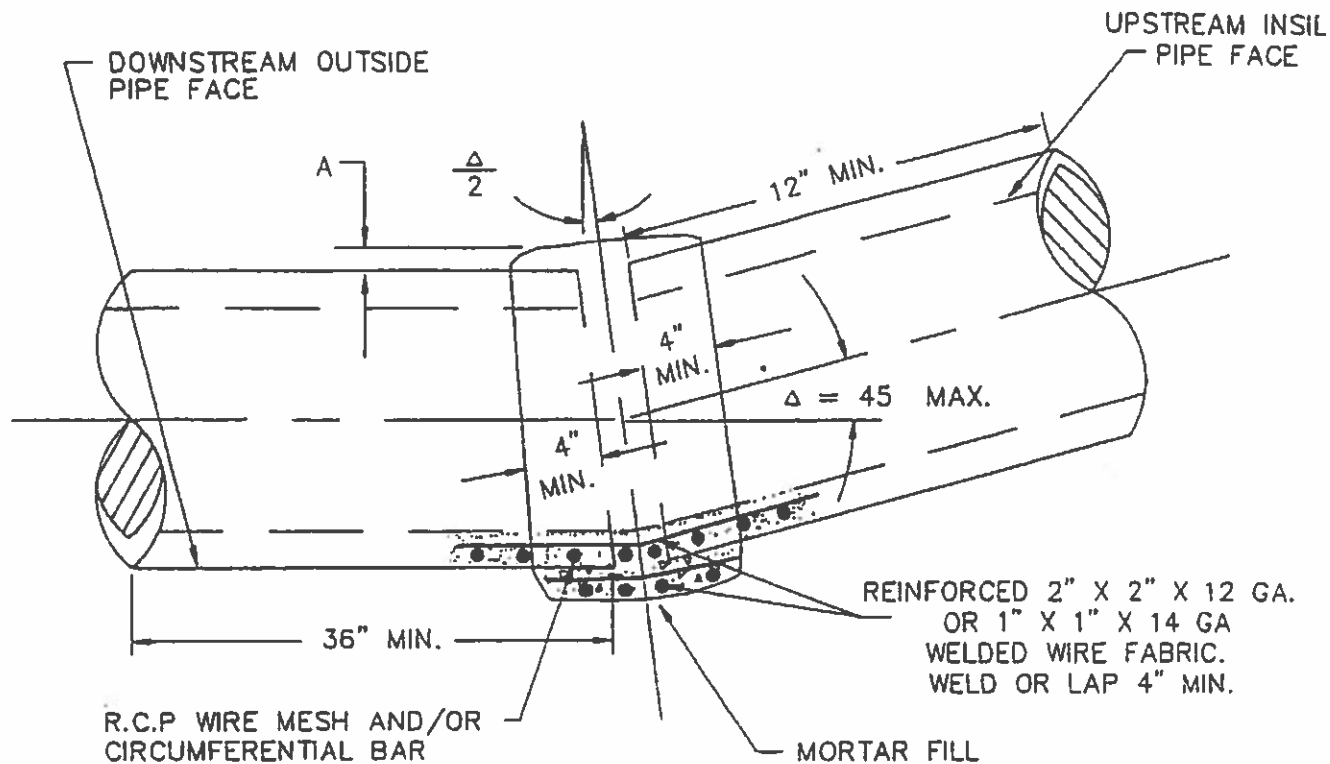 UPSTREAM INSI
PIPE FACE
DOWNSTREAM OUTSIDE
PIPE FACE
A
Δ
2
12" MIN.
4"
MIN.
Δ = 45 MAX.
4"
MIN.
36" MIN.
REINFORCED 2" X 2" X 12 GA.
OR 1" X 1" X 14 GA
WELDED WIRE FABRIC.
WELD OR LAP 4" MIN.
R.C.P WIRE MESH AND/OR
CIRCUMFERENTIAL BAR
MORTAR FILL